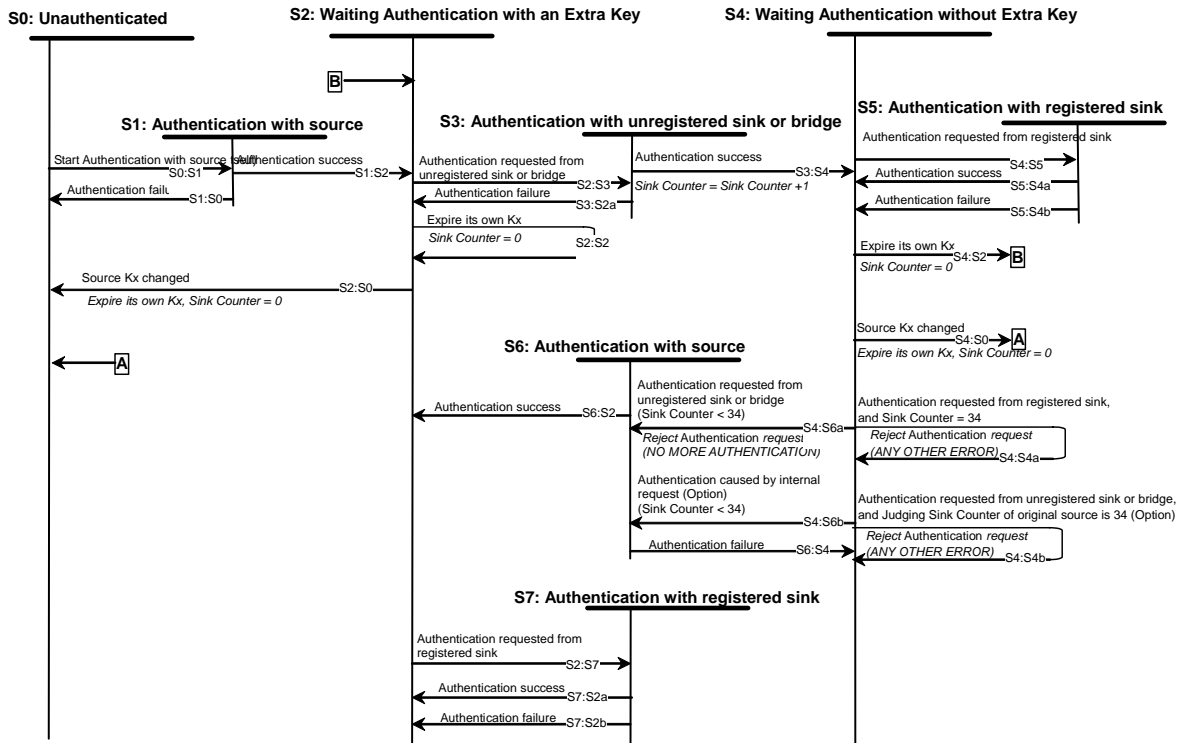 S0: Unauthenticated
S2: Waiting Authentication with an Extra Key
S4: Waiting Authentication without Extra Key
B
S1: Authentication with source
S3: Authentication with unregistered sink or bridge
S5: Authentication with registered sink
Start Authentication with source
S0:S1
Authentication failu
S1:S0
Authentication success
S1:S2
Authentication requested from
unregistered sink or bridge
S2:S3
Authentication failure
S3:S2a
Expire its own Kx
Sink Counter = 0
S2:S2
Authentication success
S3:S4
Sink Counter = Sink Counter +1
Authentication requested from registered sink
S4:S5
Authentication success
S5:S4a
Authentication failure
S5:S4b
Expire its own Kx
S4:S2
B
Sink Counter = 0
Source Kx changed
S2:S0
Expire its own Kx, Sink Counter = 0
Source Kx changed
S4:S0
A
Expire its own Kx, Sink Counter = 0
A
S6: Authentication with source
Authentication success
S6:S2
Authentication requested from
unregistered sink or bridge
(Sink Counter < 34)
S4:S6a
Reject Authentication request
(NO MORE AUTHENTICATION)
Authentication requested from registered sink,
and Sink Counter = 34
Reject Authentication request
(ANY OTHER ERROR)
S4:S4a
Authentication caused by internal
request (Option)
(Sink Counter < 34)
S4:S6b
Authentication failure
S6:S4
Authentication requested from unregistered sink or bridge,
and Judging Sink Counter of original source is 34 (Option)
Reject Authentication request
(ANY OTHER ERROR)
S4:S4b
S7: Authentication with registered sink
Authentication requested from
registered sink
S2:S7
Authentication success
S7:S2a
Authentication failure
S7:S2b